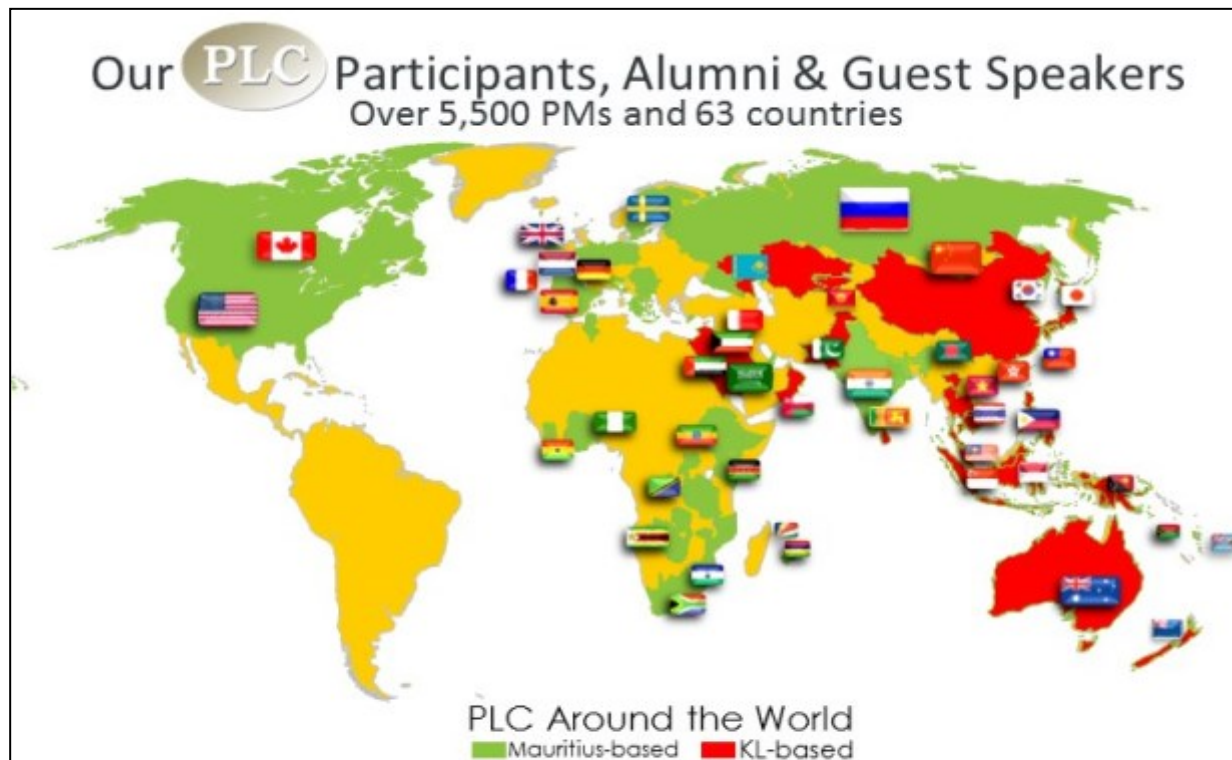 Our PLC Participants, Alumni & Guest Speakers
Over 5,500 PMs and 63 countries
PLC Around the World
Mauritius-based KL-based